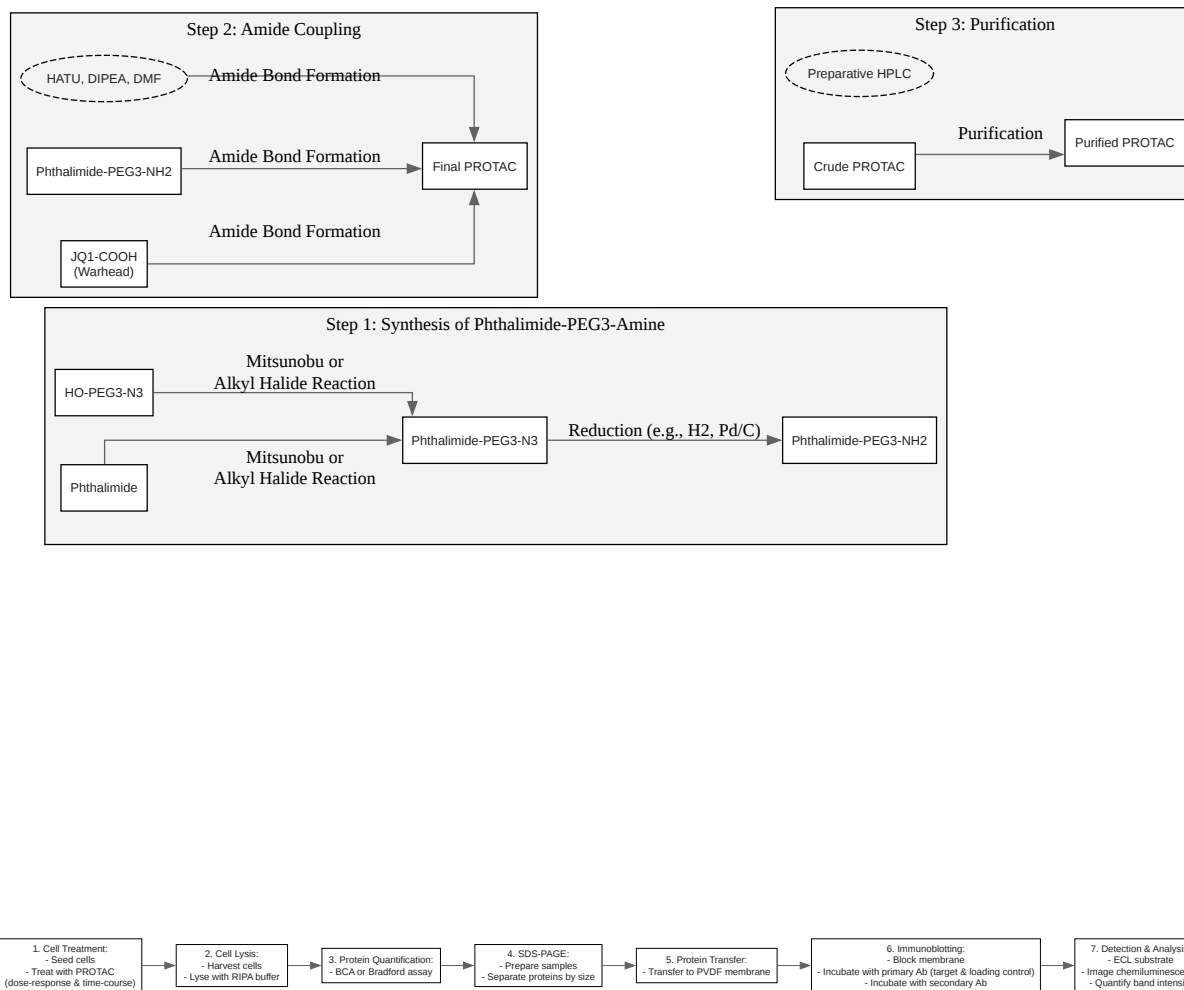 Step 2: Amide Coupling
HATU, DIPEA, DMF
Amide Bond Formation
Phthalimide-PEG3-NH2
Amide Bond Formation
Final PROTAC
Amide Bond Formation
JQ1-COOH
(Warhead)
Step 3: Purification
Preparative HPLC
Purification
Crude PROTAC
Purified PROTAC
Step 1: Synthesis of Phthalimide-PEG3-Amine
HO-PEG3-N3
Mitsunobu or
Alkyl Halide Reaction
Phthalimide-PEG3-N3
Reduction (e.g., H2, Pd/C)
Phthalimide-PEG3-NH2
Mitsunobu or
Alkyl Halide Reaction
Phthalimide
1. Cell Treatment:
- Seed cells
- Treat with PROTAC
(dose-response & time-course)
2. Cell Lysis:
- Harvest cells
- Lyse with RIPA buffer
3. Protein Quantification:
- BCA or Bradford assay
4. SDS-PAGE:
- Prepare samples
- Separate proteins by size
5. Protein Transfer:
- Transfer to PVDF membrane
6. Immunoblotting:
- Block membrane
- Incubate with primary Ab (target & loading control)
- Incubate with secondary Ab
7. Detection & Analysis
- ECL substrate
- Image
- Quantify band